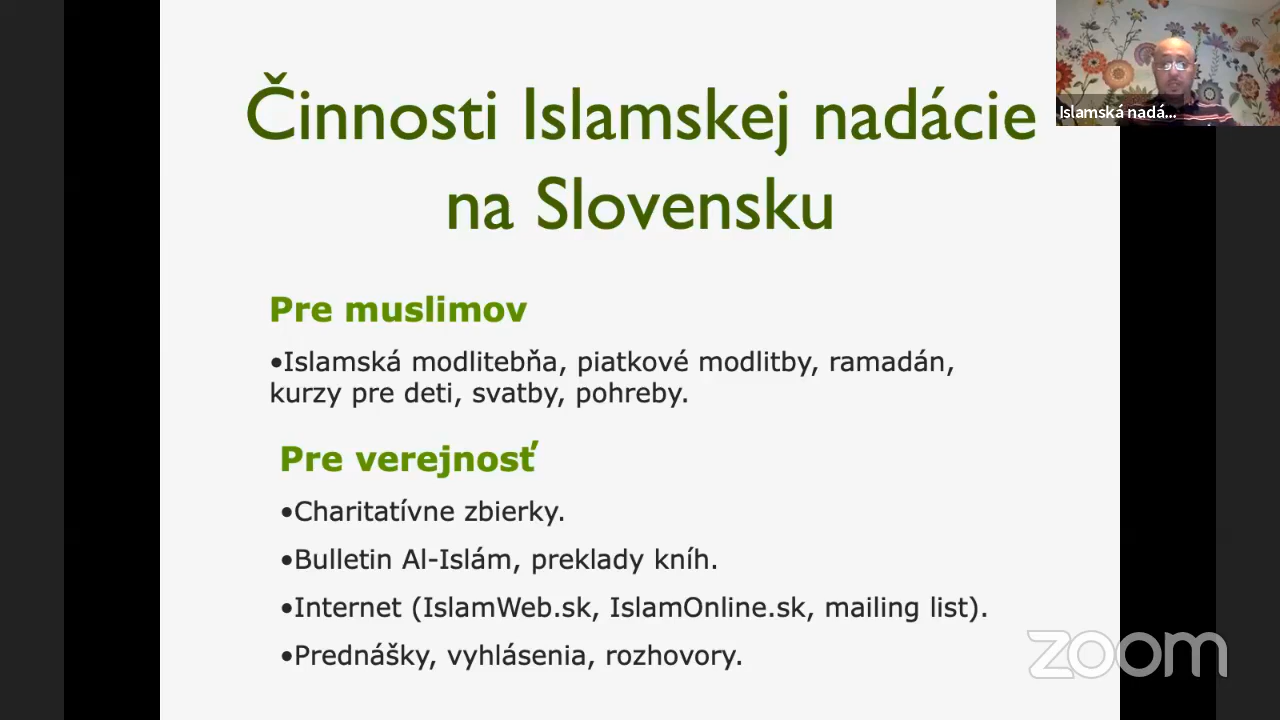 Činnosti Islamskej nadácie
na Slovensku
Islamská nadá...
Pre muslimov
•Islamská modlitebňa, piatkové modlitby, ramadán,
kurzy pre deti, svatby, pohreby.
Pre verejnosť
•Charitatívne zbierky.
•Bulletin Al-Islám, preklady kníh.
•Internet (IslamWeb.sk, IslamOnline.sk, mailing list).
•Prednášky, vyhlásenia, rozhovory.
zoom